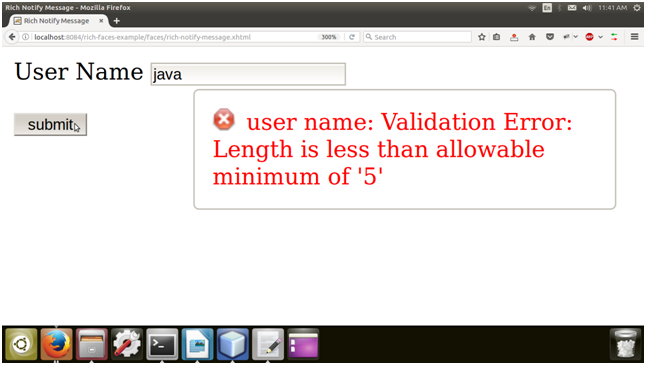 Rich Notify Message - Mozilla Firefox
En
11:41 AM
Rich Notify Message
localhost:8084/rich-faces-example/faces/rich-notify-message.xhtml
300%
Search
ABP
User Name java
submit
user name: Validation Error:
Length is less than allowable
minimum of '5'